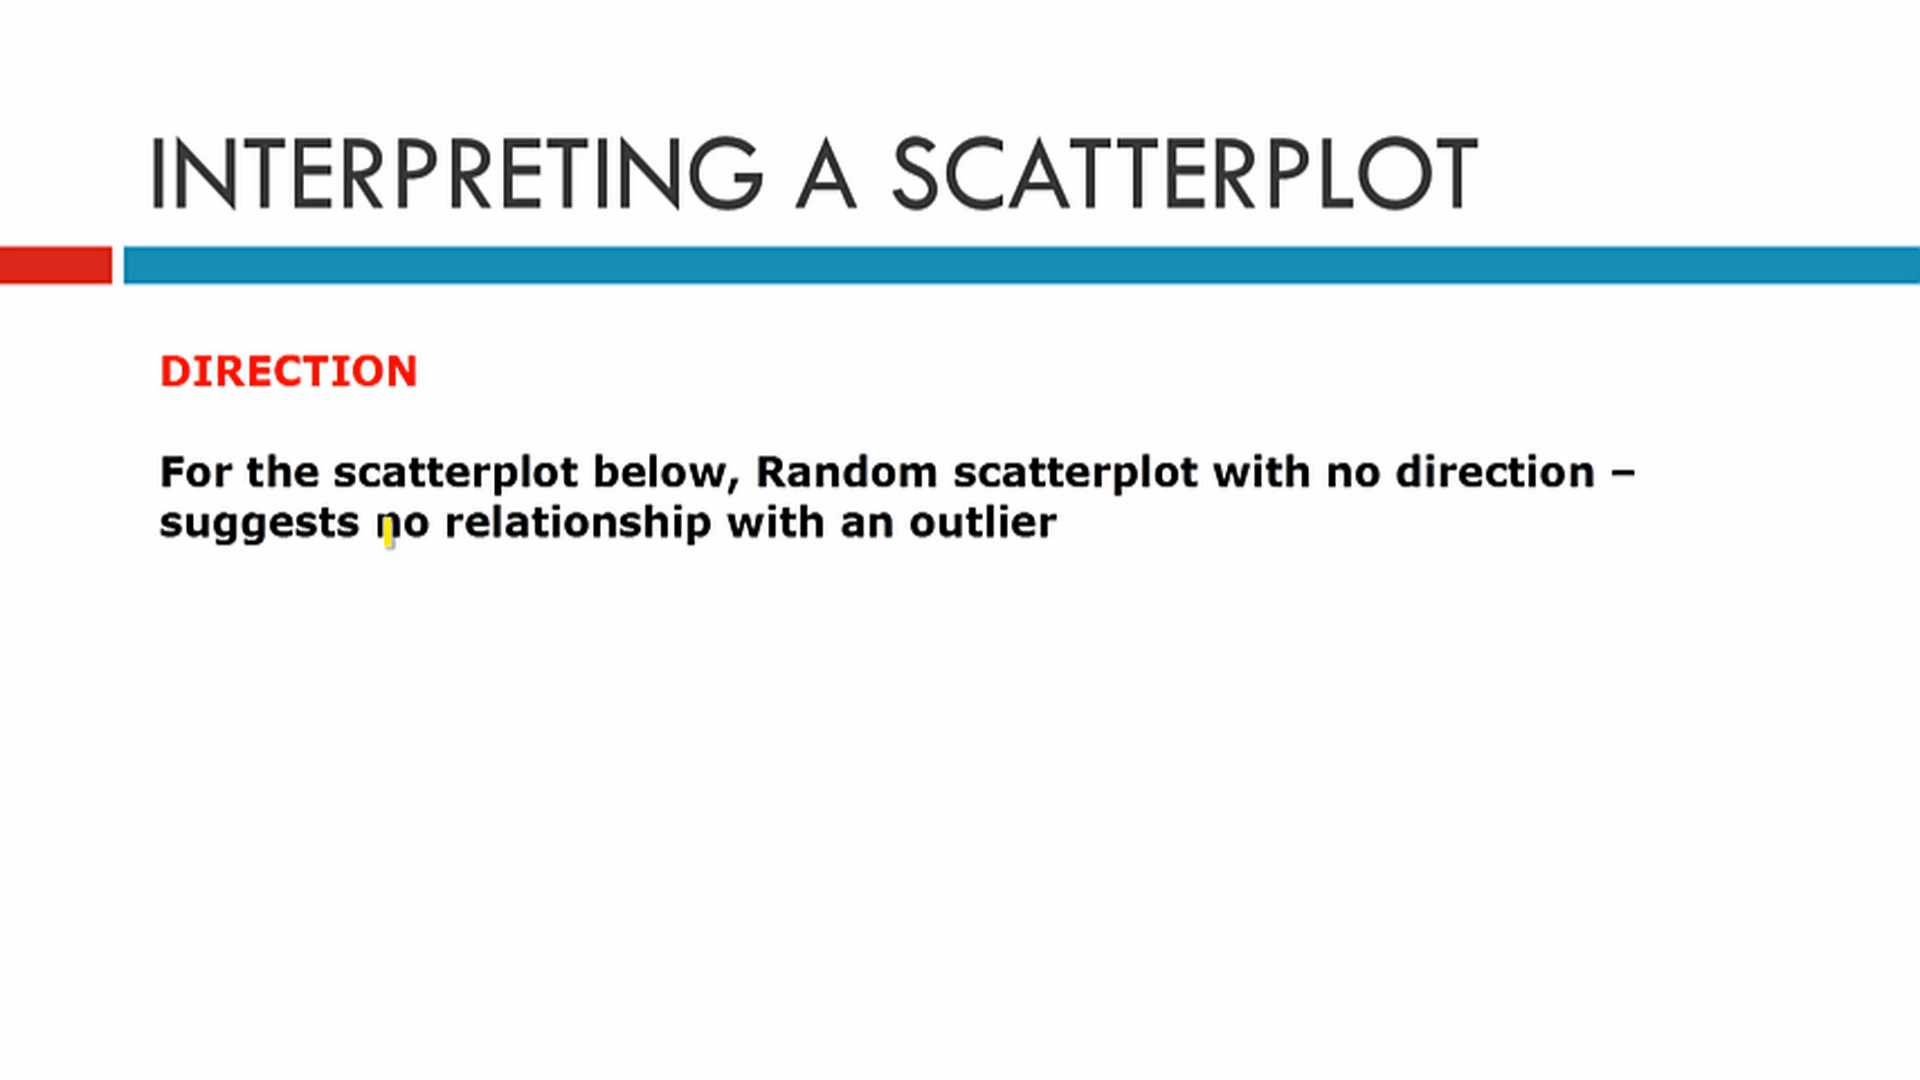 INTERPRETING A SCATTERPLOT
DIRECTION
For the scatterplot below, Random scatterplot with no direction –
suggests no relationship with an outlier